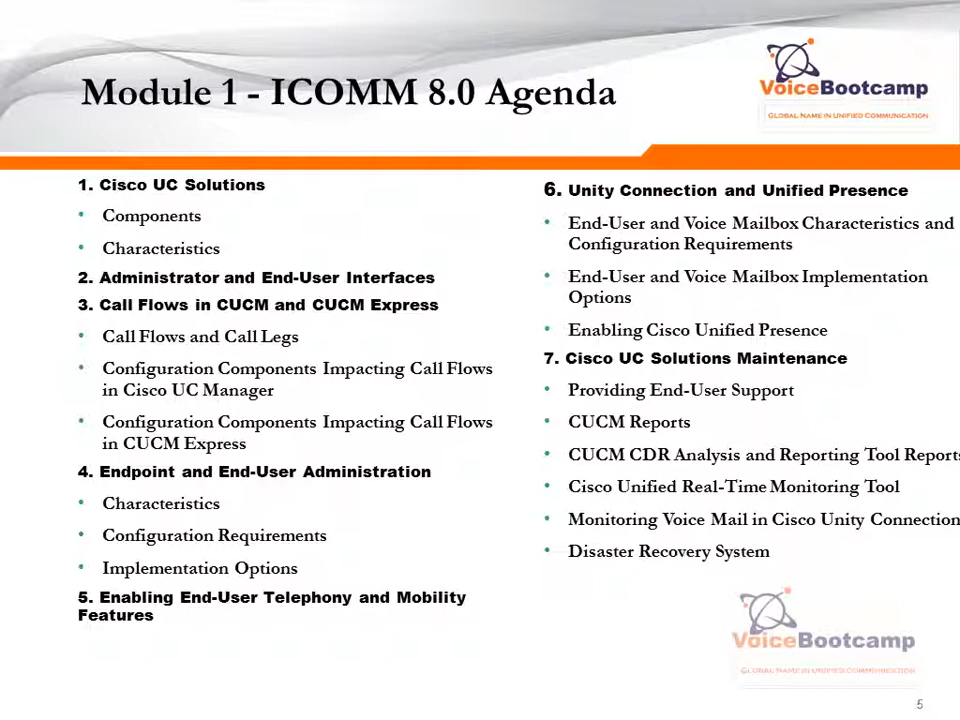 Module 1 - ICOMM 8.0 Agenda
VoiceBootcamp
GLOBAL NAME IN UNIFIED COMMUNICATION
1. Cisco UC Solutions
• Components
• Characteristics
2. Administrator and End-User Interfaces
3. Call Flows in CUCM and CUCM Express
• Call Flows and Call Legs
• Configuration Components Impacting Call Flows
in Cisco UC Manager
• Configuration Components Impacting Call Flows
in CUCM Express
4. Endpoint and End-User Administration
• Characteristics
• Configuration Requirements
• Implementation Options
5. Enabling End-User Telephony and Mobility
Features
6. Unity Connection and Unified Presence
• End-User and Voice Mailbox Characteristics and
Configuration Requirements
• End-User and Voice Mailbox Implementation
Options
• Enabling Cisco Unified Presence
7. Cisco UC Solutions Maintenance
• Providing End-User Support
• CUCM Reports
• CUCM CDR Analysis and Reporting Tool Reports
• Cisco Unified Real-Time Monitoring Tool
• Monitoring Voice Mail in Cisco Unity Connection
• Disaster Recovery System
VoiceBootcamp
GLOBAL NAME IN UNIFIED COMMUNICATION
5